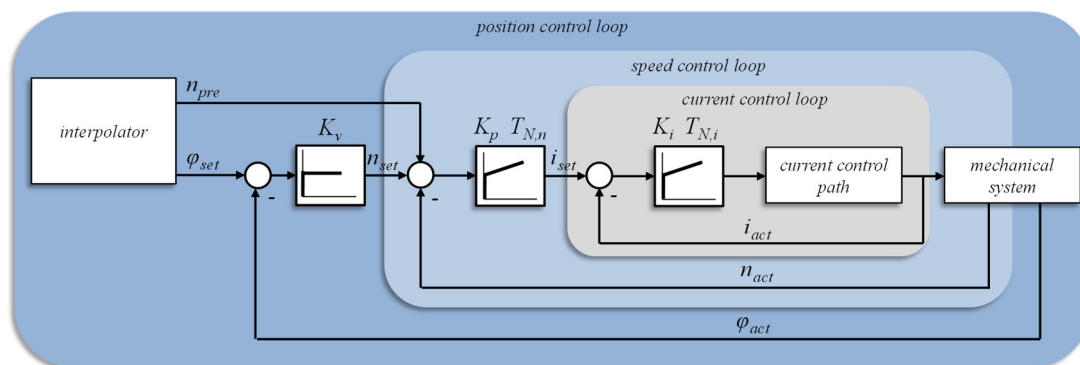 position control loop
speed control loop
current control loop
interpolator
n_pre
φ_set
-
K_v
n_set
-
K_p T_N,n
i_set
-
K_i T_N,i
current control
path
mechanical
system
i_act
n_act
φ_act